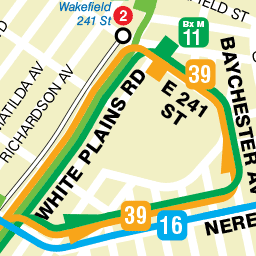 Wakefield
241 St
2
Bx M
11
FIELD ST
MATILDA AV
RICHARDSON AV
WHITE PLAINS RD
39
E 241
ST
BAYCHESTER AV
39
16
NERE